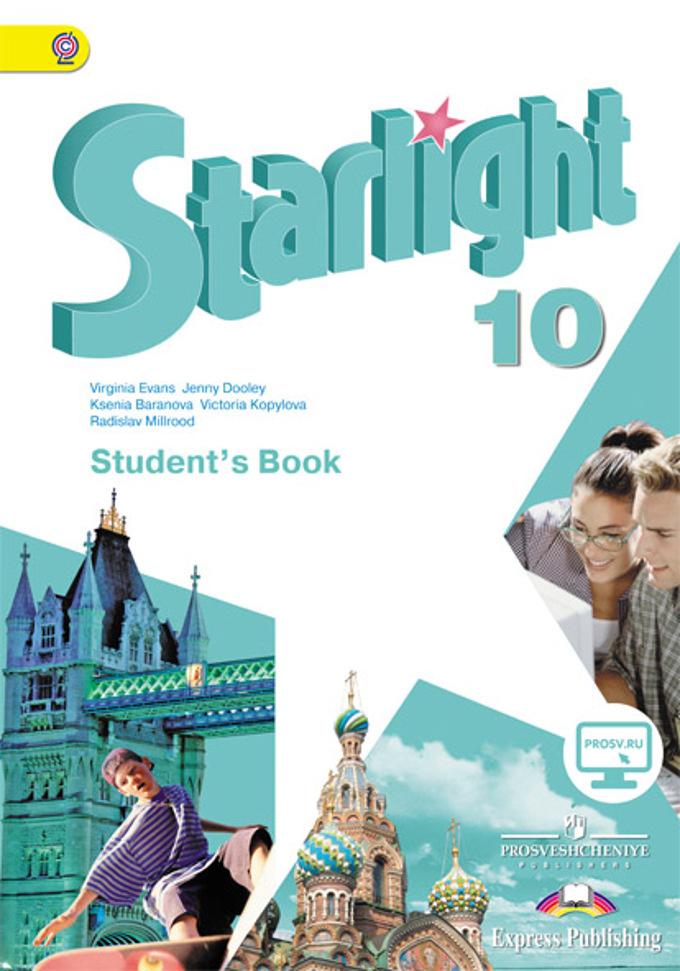 Starlight
10
Virginia Evans Jenny Dooley
Ksenia Baranova Victoria Kopylova
Radislav Millrood
Student's Book
PROSV.RU
PROSVESHCHENIYE
PUBLISHERS
Express Publishing